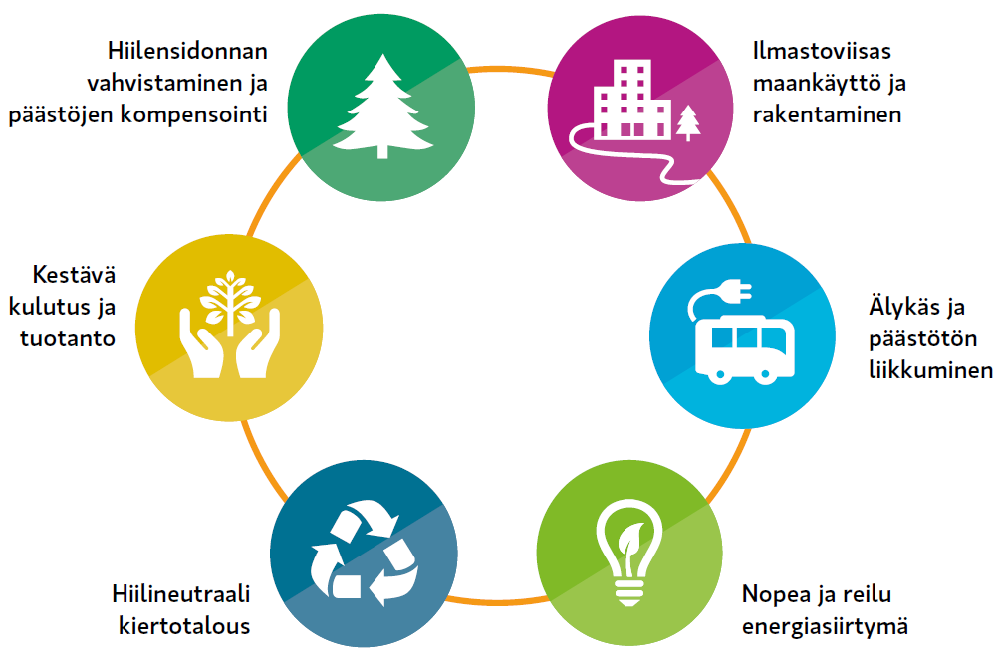 Hiilensidonnan
vahvistaminen ja
päästöjen kompensointi
Ilmastoviisas
maankäyttö ja
rakentaminen
Kestävä
kulutus ja
tuotanto
Älykäs ja
päästötön
liikkuminen
Hiilineutraali
kiertotalous
Nopea ja reilu
energiasiirtymä